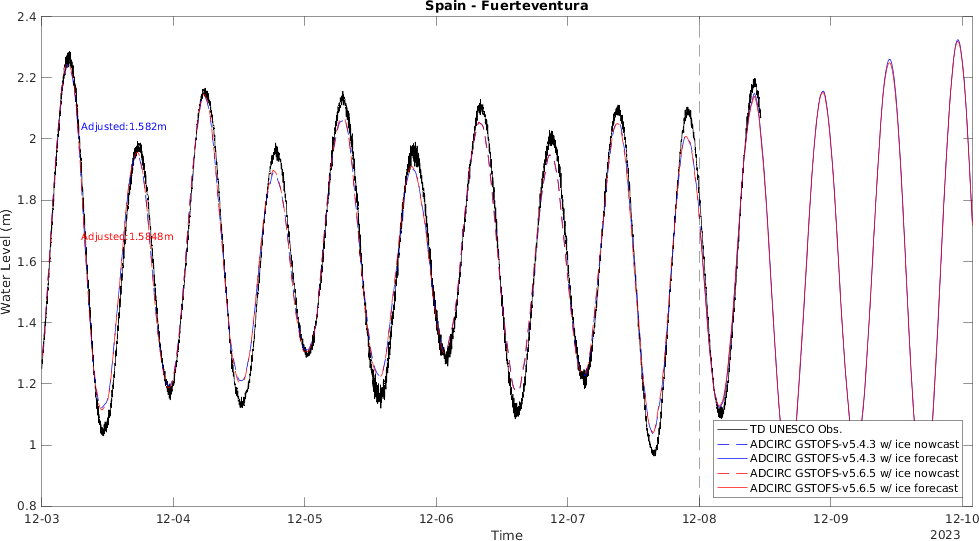 Spain - Fuerteventura
2.4
2.2
2
1.8
1.6
1.4
1.2
1
0.8
Water Level (m)
Adjusted:1.582m
Adjusted:1.5848m
TD UNESCO Obs.
ADCIRC GSTOFS-v5.4.3 w/ ice nowcast
ADCIRC GSTOFS-v5.4.3 w/ ice forecast
ADCIRC GSTOFS-v5.6.5 w/ ice nowcast
ADCIRC GSTOFS-v5.6.5 w/ ice forecast
12-03 12-04 12-05 12-06 12-07 12-08 12-09 12-10
Time
2023